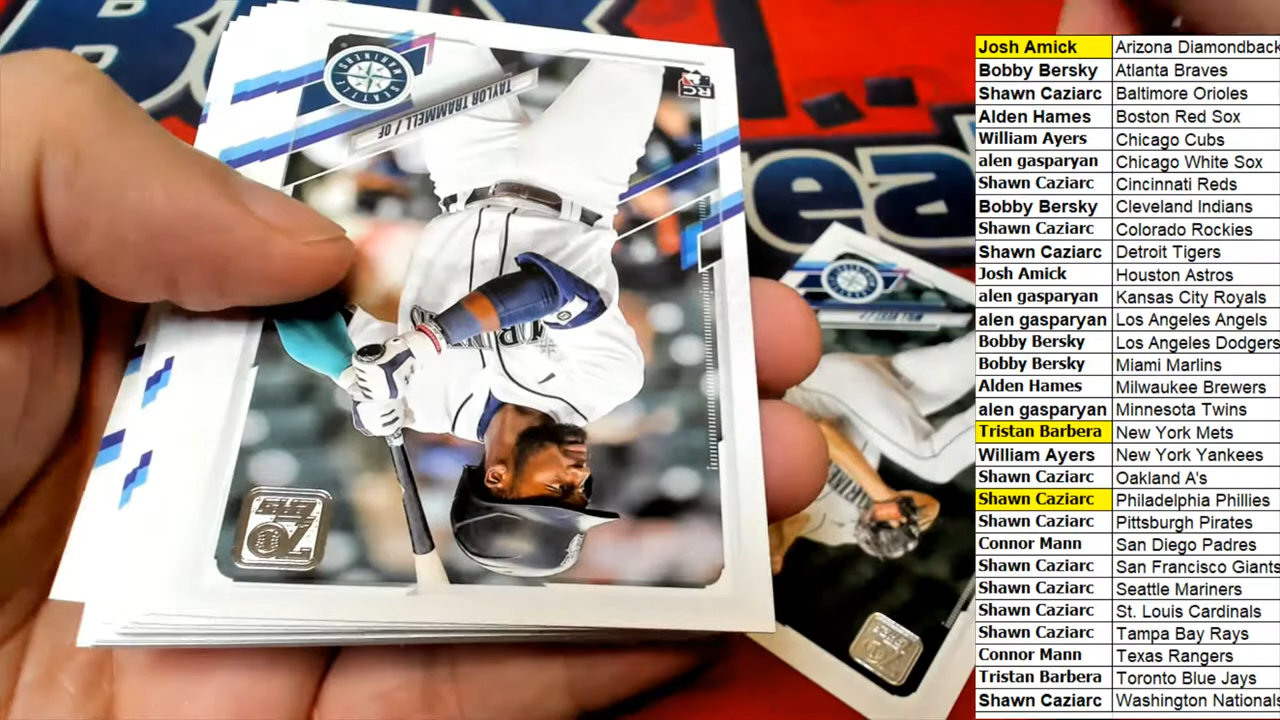 SEATTLE
MARINERS
TAYLOR TRAMMELL / OF
RC
70
Josh Amick Arizona Diamondback
Bobby Bersky Atlanta Braves
Shawn Caziarc Baltimore Orioles
Alden Hames Boston Red Sox
William Ayers Chicago Cubs
alen gasparyan Chicago White Sox
Shawn Caziarc Cincinnati Reds
Bobby Bersky Cleveland Indians
Shawn Caziarc Colorado Rockies
Shawn Caziarc Detroit Tigers
Josh Amick Houston Astros
alen gasparyan Kansas City Royals
alen gasparyan Los Angeles Angels
Bobby Bersky Los Angeles Dodgers
Bobby Bersky Miami Marlins
Alden Hames Milwaukee Brewers
alen gasparyan Minnesota Twins
Tristan Barbera New York Mets
William Ayers New York Yankees
Shawn Caziarc Oakland A's
Shawn Caziarc Philadelphia Phillies
Shawn Caziarc Pittsburgh Pirates
Connor Mann San Diego Padres
Shawn Caziarc San Francisco Giants
Shawn Caziarc Seattle Mariners
Shawn Caziarc St. Louis Cardinals
Shawn Caziarc Tampa Bay Rays
Connor Mann Texas Rangers
Tristan Barbera Toronto Blue Jays
Shawn Caziarc Washington Nationals